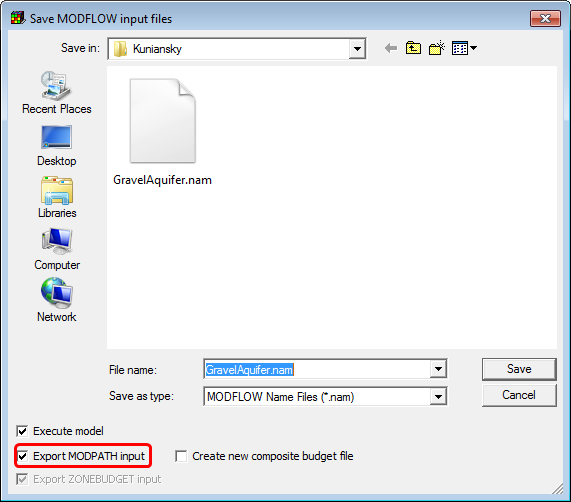 Save MODFLOW input files
Save in: Kuniansky
Recent Places
Desktop
Libraries
Computer
Network
GravelAquifer.nam
File name: GravelAquifer.nam Save
Save as type: MODFLOW Name Files (*.nam) Cancel
Execute model
Export MODPATH input Create new composite budget file
Export ZONEBUDGET input